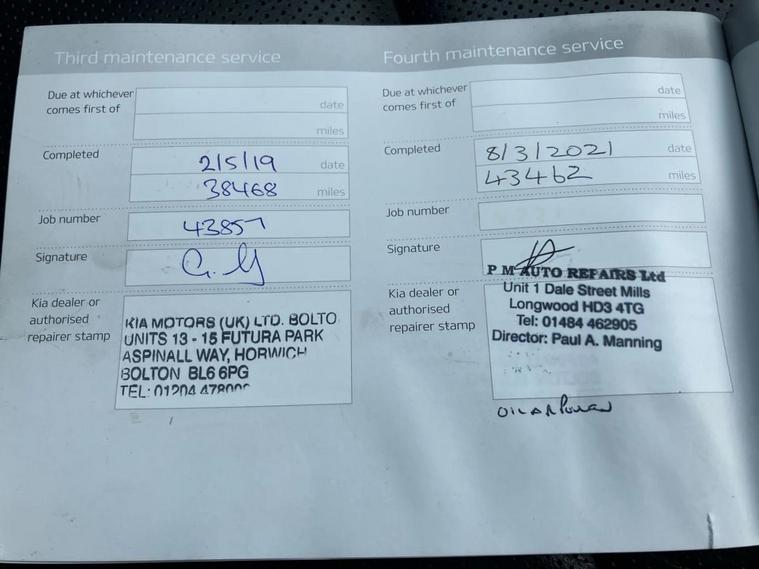 Third maintenance service
Due at whichever
comes first of
date
miles
Completed
2/5/19
date
38468
miles
Job number
43857
Signature
Kia dealer or
authorised
repairer stamp
KIA MOTORS (UK) LTD. BOLTO
UNITS 13 - 15 FUTURA PARK
ASPINALL WAY, HORWICH
BOLTON BL6 6PG
TEL: 01204
Fourth maintenance service
Due at whichever
comes first of
date
miles
Completed
8/3/2021
date
43462
miles
Job number
Signature
Kia dealer or
authorised
repairer stamp
P M AUTO REPAIRS Ltd
Unit 1 Dale Street Mills
Longwood HD3 4TG
Tel: 01484 462905
Director: Paul A. Manning